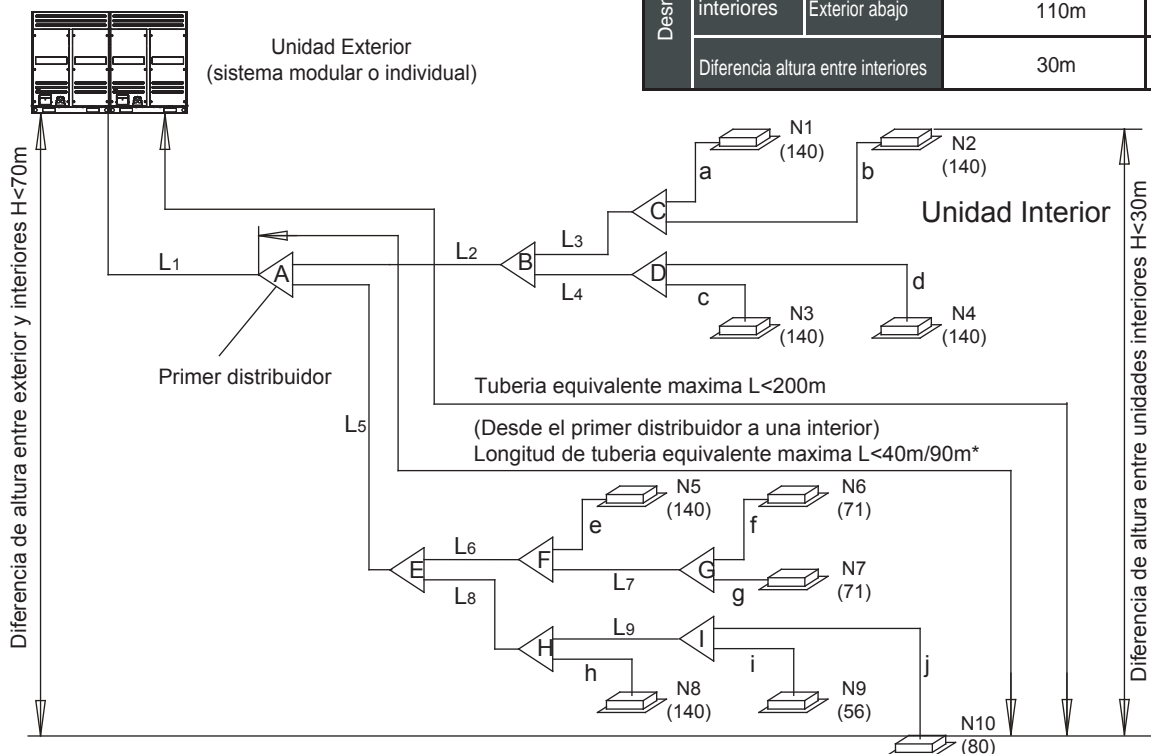 Desn
interiores
Exterior abajo
110m
Diferencia altura entre interiores
30m
Unidad Exterior
(sistema modular o individual)
Diferencia de altura entre exterior y interiores H<70m
N1
(140)
N2
(140)
a
b
C
Unidad Interior
L1
A
L2
B
L3
L4
D
c
d
N3
(140)
N4
(140)
Primer distribuidor
Tuberia equivalente maxima L<200m
(Desde el primer distribuidor a una interior)
Longitud de tuberia equivalente maxima L<40m/90m*
L5
N5
(140)
N6
(71)
e
f
E
L6
F
L7
G
g
N7
(71)
L8
H
L9
I
h
i
j
N8
(140)
N9
(56)
N10
(80)
Diferencia de altura entre unidades interiores H<30m